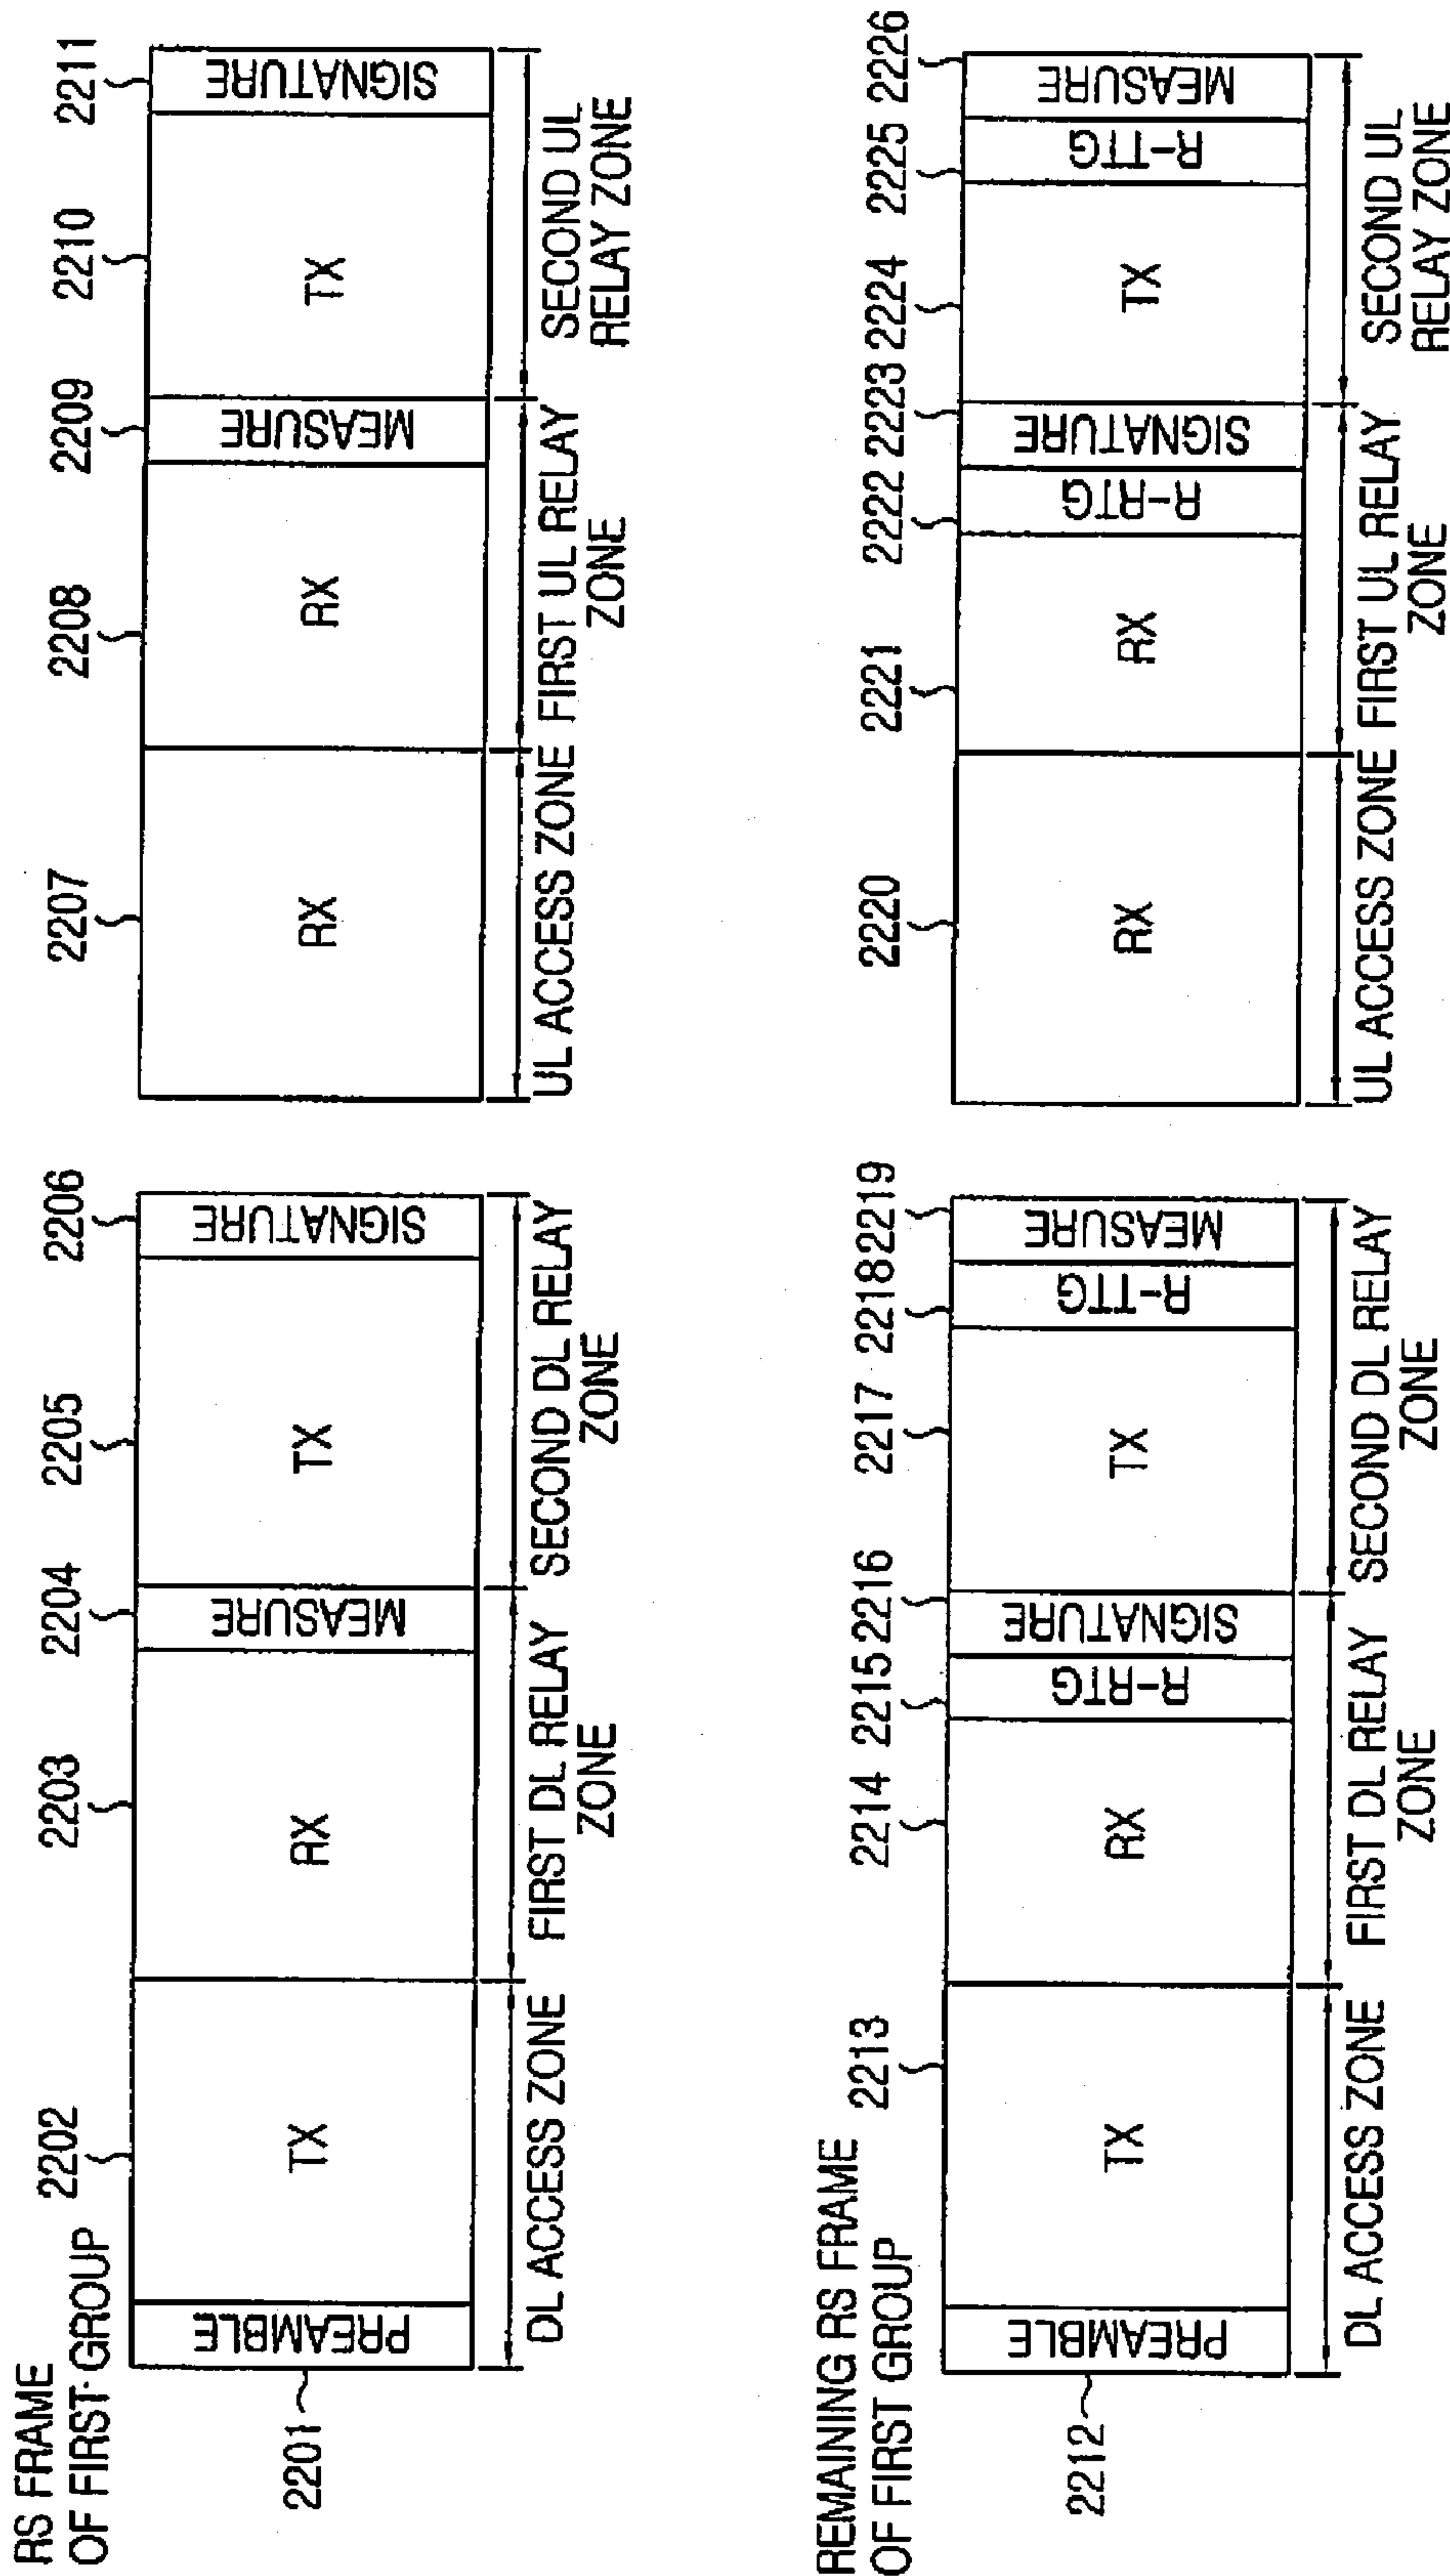 RS FRAME
OF FIRST GROUP
2201
2202
2203
2204
2205
2206
2207
2208
2209
2210
2211
PREAMBLE
TX
RX
MEASURE
TX
SIGNATURE
RX
RX
MEASURE
TX
SIGNATURE
DL ACCESS ZONE
FIRST DL RELAY
ZONE
SECOND DL RELAY
ZONE
UL ACCESS ZONE
FIRST UL RELAY
ZONE
SECOND UL
RELAY ZONE
REMAINING RS FRAME
OF FIRST GROUP
2212
2213
2214
2215
2216
2217
2218
2219
2220
2221
2222
2223
2224
2225
2226
PREAMBLE
TX
RX
R-RTG
SIGNATURE
TX
R-TTG
MEASURE
RX
RX
R-RTG
SIGNATURE
TX
R-TTG
MEASURE
DL ACCESS ZONE
FIRST DL RELAY
ZONE
SECOND DL RELAY
ZONE
UL ACCESS ZONE
FIRST UL RELAY
ZONE
SECOND UL
RELAY ZONE